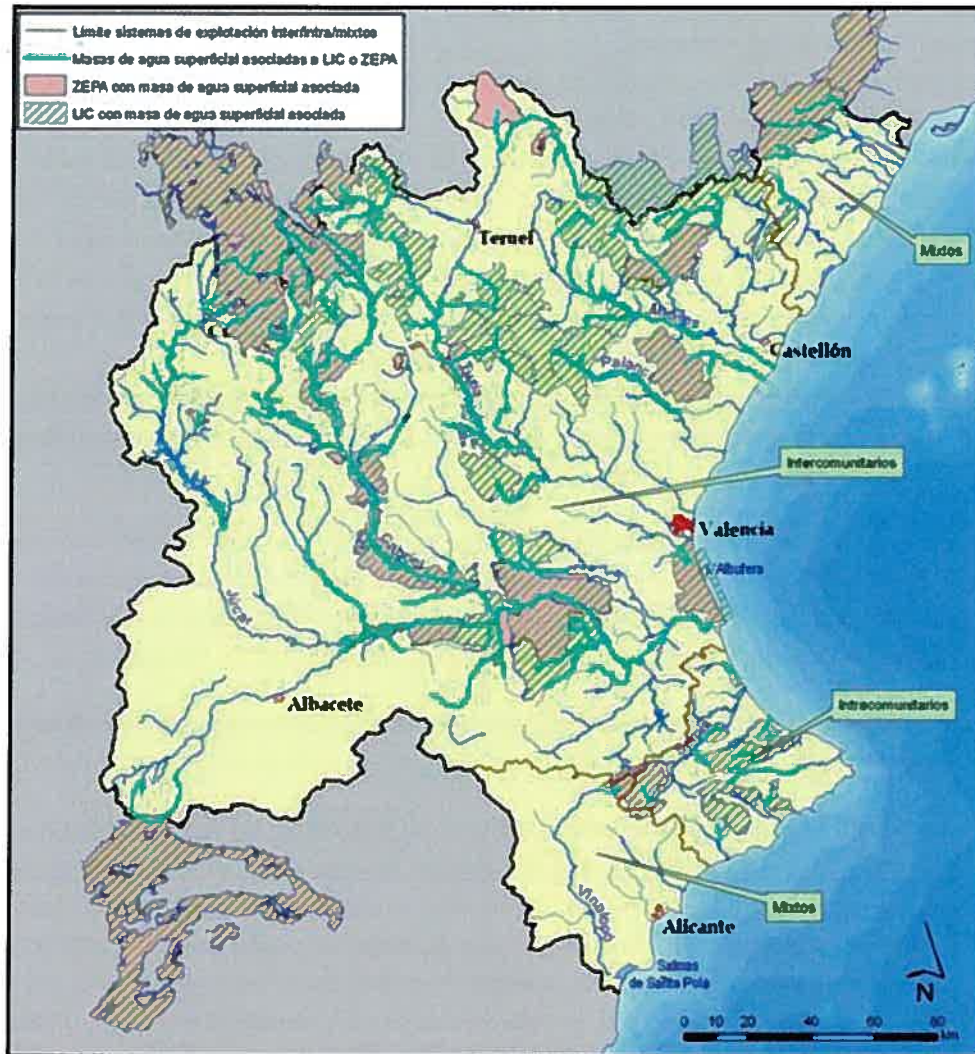 Límite sistemas de explotación inter/intra/mixtos
Masas de agua superficial asociadas a LIC o ZEPA
ZEPA con masa de agua superficial asociada
LIC con masa de agua superficial asociada
Teruel
Mixtos
Castellón
Palancia
Turia
Intercomunitarios
Valencia
L'Albufera
Cabriel
Júcar
Albacete
Intracomunitarios
Mixtos
Vinalopó
Alicante
Salinas
de Santa Pola
N
0 10 20 40 60 80
km